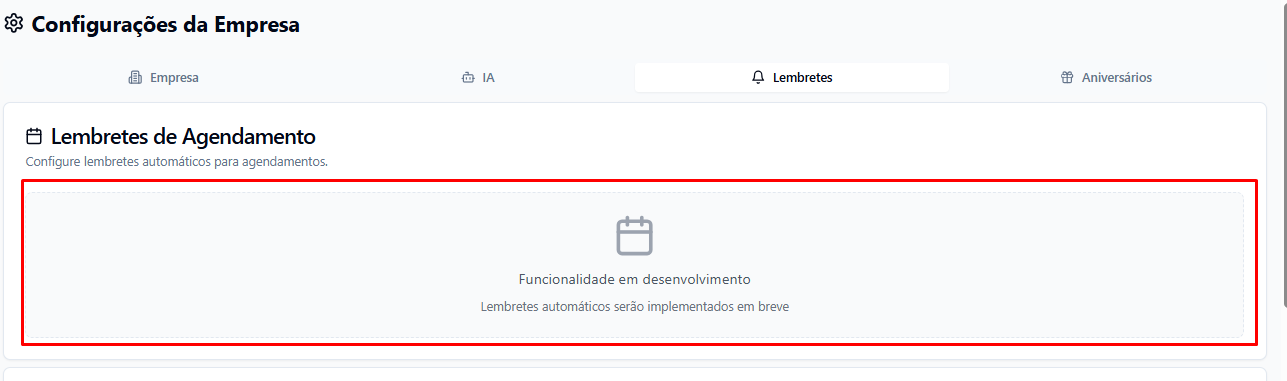 Configurações da Empresa
Empresa
IA
Lembretes
Aniversários
Lembretes de Agendamento
Configure lembretes automáticos para agendamentos.
Funcionalidade em desenvolvimento
Lembretes automáticos serão implementados em breve